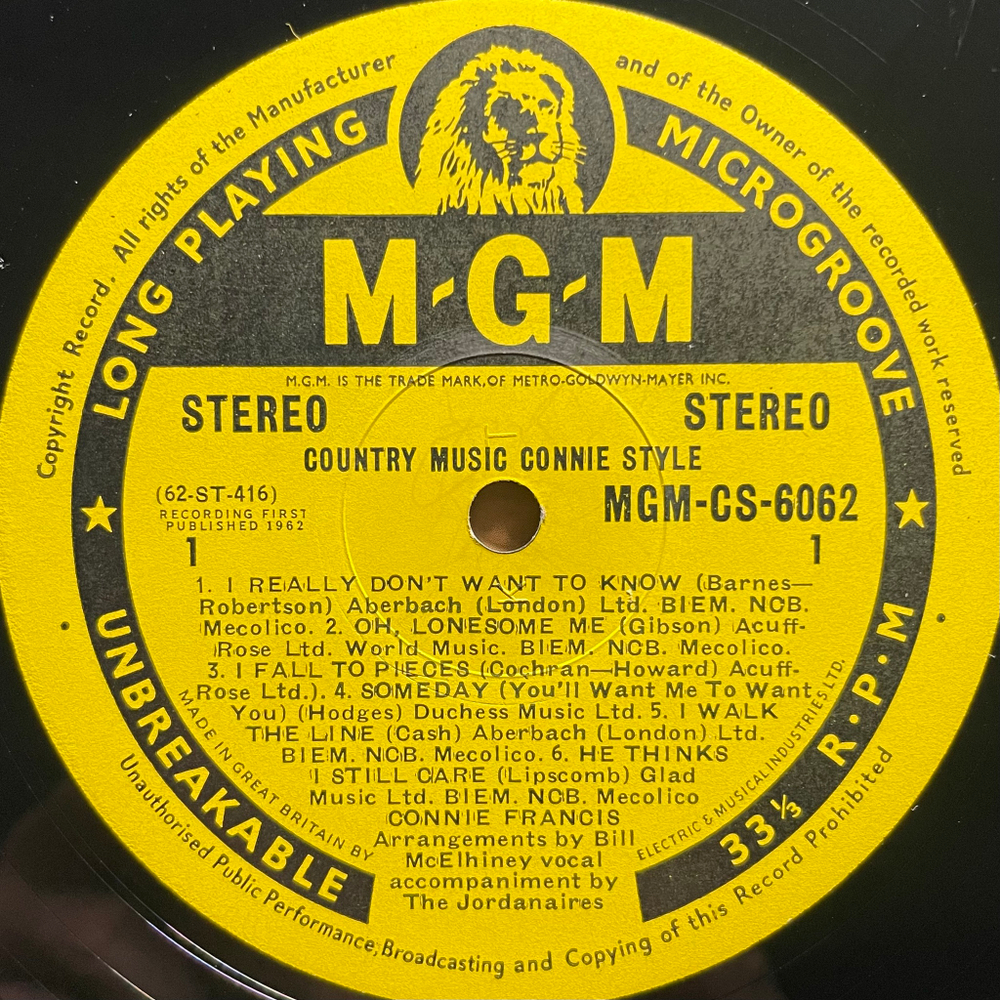 Copyright Record. All rights of the Manufacturer
and of the Owner of the recorded work reserved
LONG PLAYING
MICROGROOVE
M-G-M
M.G.M. IS THE TRADE MARK, OF METRO-GOLDWYN-MAYER INC.
STEREO STEREO
COUNTRY MUSIC CONNIE STYLE
(62-ST-416)
RECORDING FIRST
PUBLISHED 1962
MGM-CS-6062
1 1
1. I REALLY DON'T WANT TO KNOW (Barnes—
Robertson) Aberbach (London) Ltd. BIEM. NCB.
Mecolico. 2. OH, LONESOME ME (Gibson) Acuff-
Rose Ltd. World Music. BIEM. NCB. Mecolico.
3. I FALL TO PIECES (Cochran—Howard) Acuff-
Rose Ltd.). 4. SOMEDAY (You'll Want Me To Want
You) (Hodges) Duchess Music Ltd. 5. I WALK
THE LINE (Cash) Aberbach (London) Ltd.
BIEM. NCB. Mecolico. 6. HE THINKS
I STILL CARE (Lipscomb) Glad
Music Ltd. BIEM. NCB. Mecolico
CONNIE FRANCIS
Arrangements by Bill
McElhiney vocal
accompaniment by
The Jordanaires
MADE IN GREAT BRITAIN BY
ELECTRIC & MUSICAL INDUSTRIES LTD.
UNBREAKABLE
33⅓ R·P·M
Unauthorised Public Performance, Broadcasting and Copying of this Record Prohibited